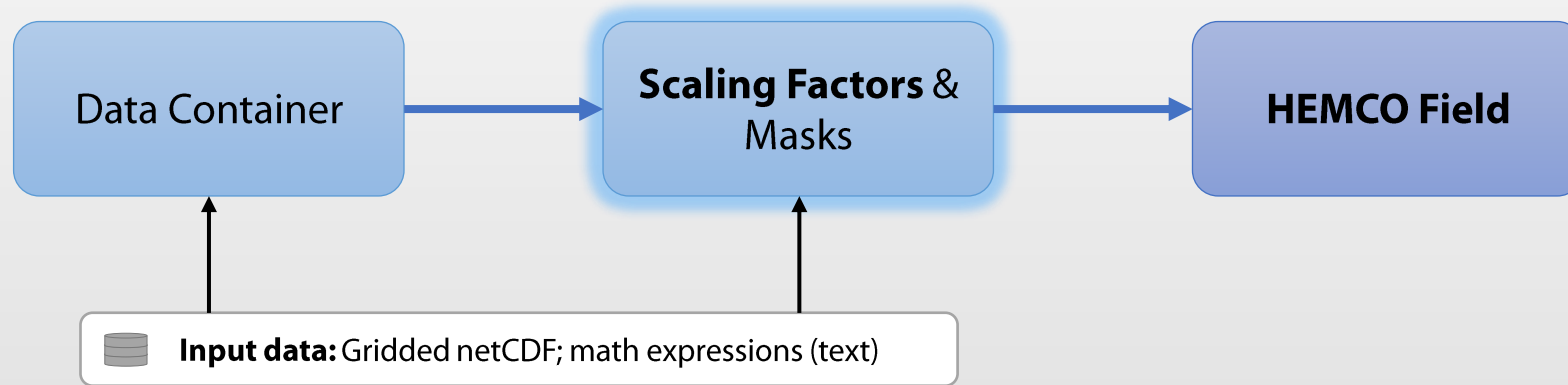 Data Container
Scaling Factors &
Masks
HEMCO Field
Input data: Gridded netCDF; math expressions (text)